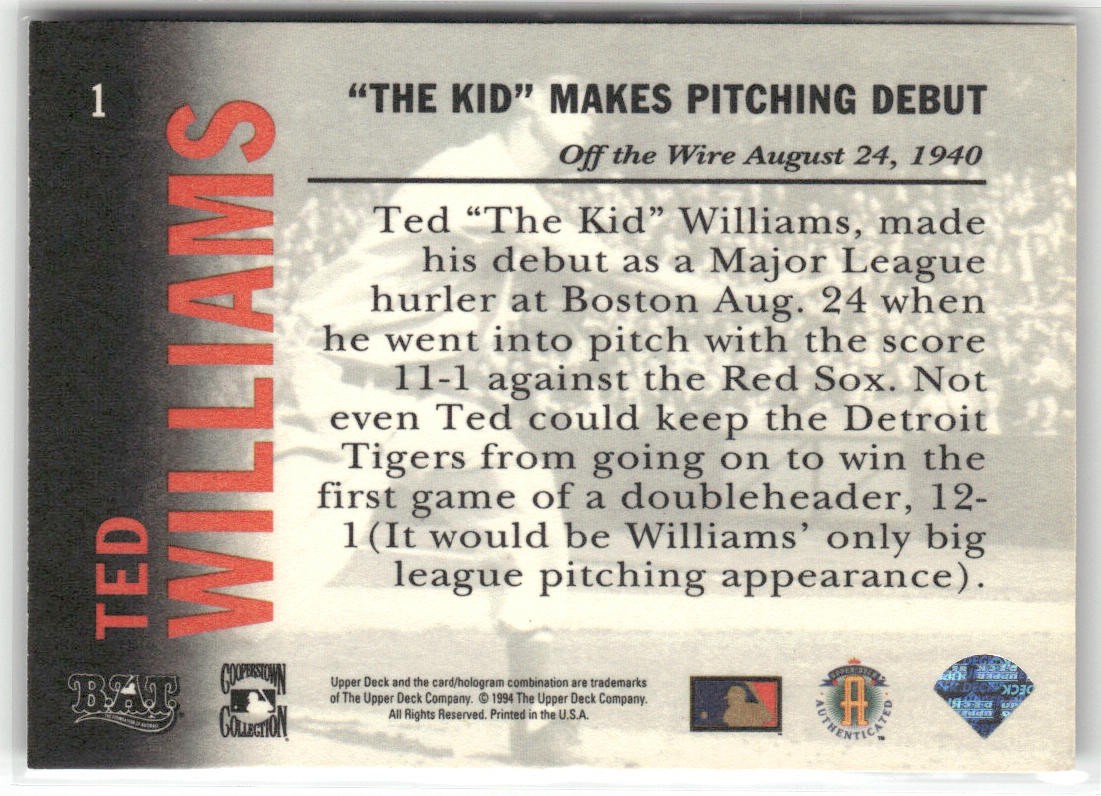 1
TED
WILLIAMS
“THE KID” MAKES PITCHING DEBUT
Off the Wire August 24, 1940
Ted “The Kid” Williams, made
his debut as a Major League
hurler at Boston Aug. 24 when
he went into pitch with the score
11-1 against the Red Sox. Not
even Ted could keep the Detroit
Tigers from going on to win the
first game of a doubleheader, 12-
1(It would be Williams’ only big
league pitching appearance).
BAT
COOPERSTOWN
COLLECTION
Upper Deck and the card/hologram combination are trademarks
of The Upper Deck Company. © 1994 The Upper Deck Company.
All Rights Reserved. Printed in the U.S.A.
UPPER DECK
A
AUTHENTICATED